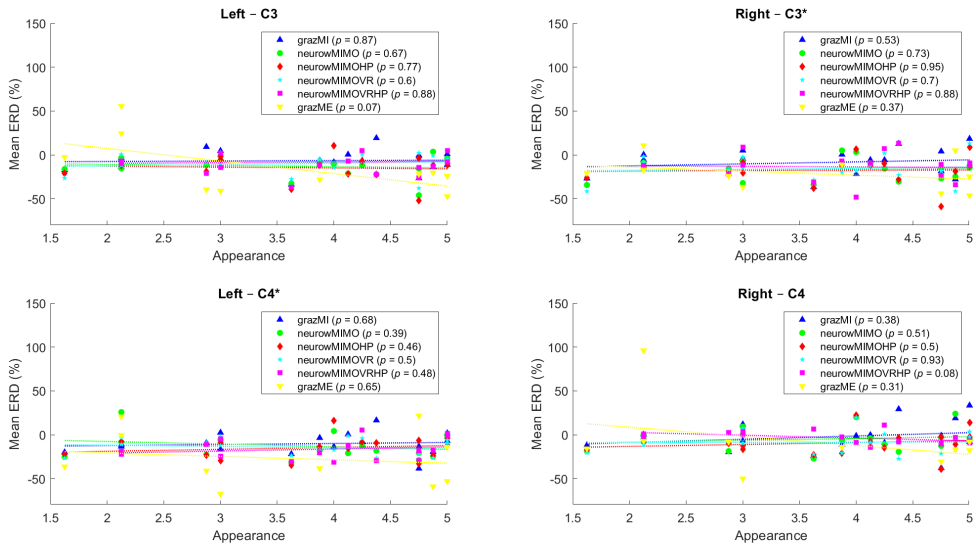 Left – C3
150
100
50
0
-50
Mean ERD (%)
1.5 2 2.5 3 3.5 4 4.5 5
Appearance
grazMI (p = 0.87)
neurowMIMO (p = 0.67)
neurowMIMOHP (p = 0.77)
neurowMIMOVR (p = 0.6)
neurowMIMOVRHP (p = 0.88)
grazME (p = 0.07)
Right – C3*
150
100
50
0
-50
Mean ERD (%)
1.5 2 2.5 3 3.5 4 4.5 5
Appearance
grazMI (p = 0.53)
neurowMIMO (p = 0.73)
neurowMIMOHP (p = 0.95)
neurowMIMOVR (p = 0.7)
neurowMIMOVRHP (p = 0.88)
grazME (p = 0.37)
Left – C4*
150
100
50
0
-50
Mean ERD (%)
1.5 2 2.5 3 3.5 4 4.5 5
Appearance
grazMI (p = 0.68)
neurowMIMO (p = 0.39)
neurowMIMOHP (p = 0.46)
neurowMIMOVR (p = 0.5)
neurowMIMOVRHP (p = 0.48)
grazME (p = 0.65)
Right – C4
150
100
50
0
-50
Mean ERD (%)
1.5 2 2.5 3 3.5 4 4.5 5
Appearance
grazMI (p = 0.38)
neurowMIMO (p = 0.51)
neurowMIMOHP (p = 0.5)
neurowMIMOVR (p = 0.93)
neurowMIMOVRHP (p = 0.08)
grazME (p = 0.31)